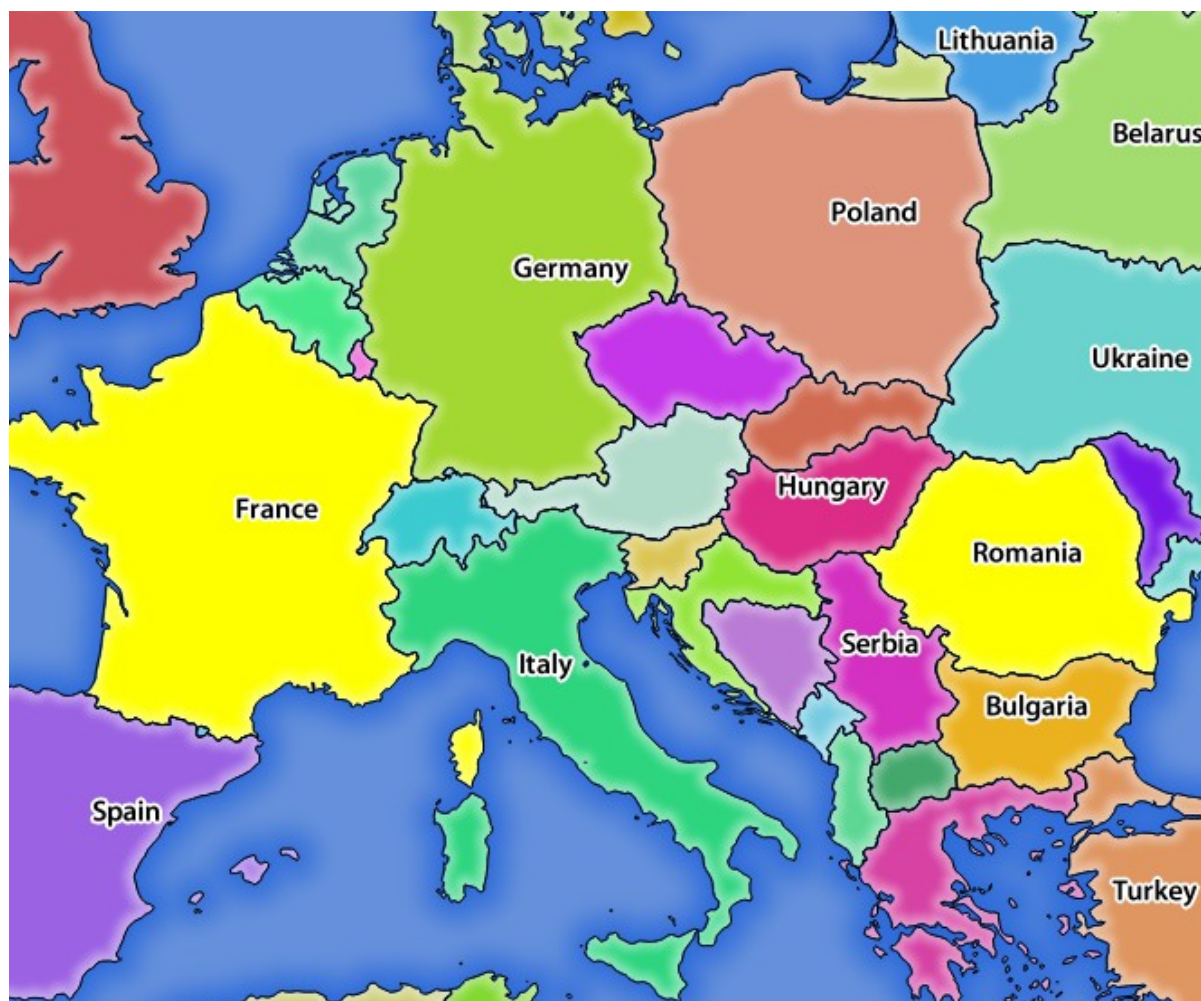 Lithuania
Belarus
Poland
Germany
Ukraine
Hungary
France
Romania
Serbia
Italy
Bulgaria
Spain
Turkey